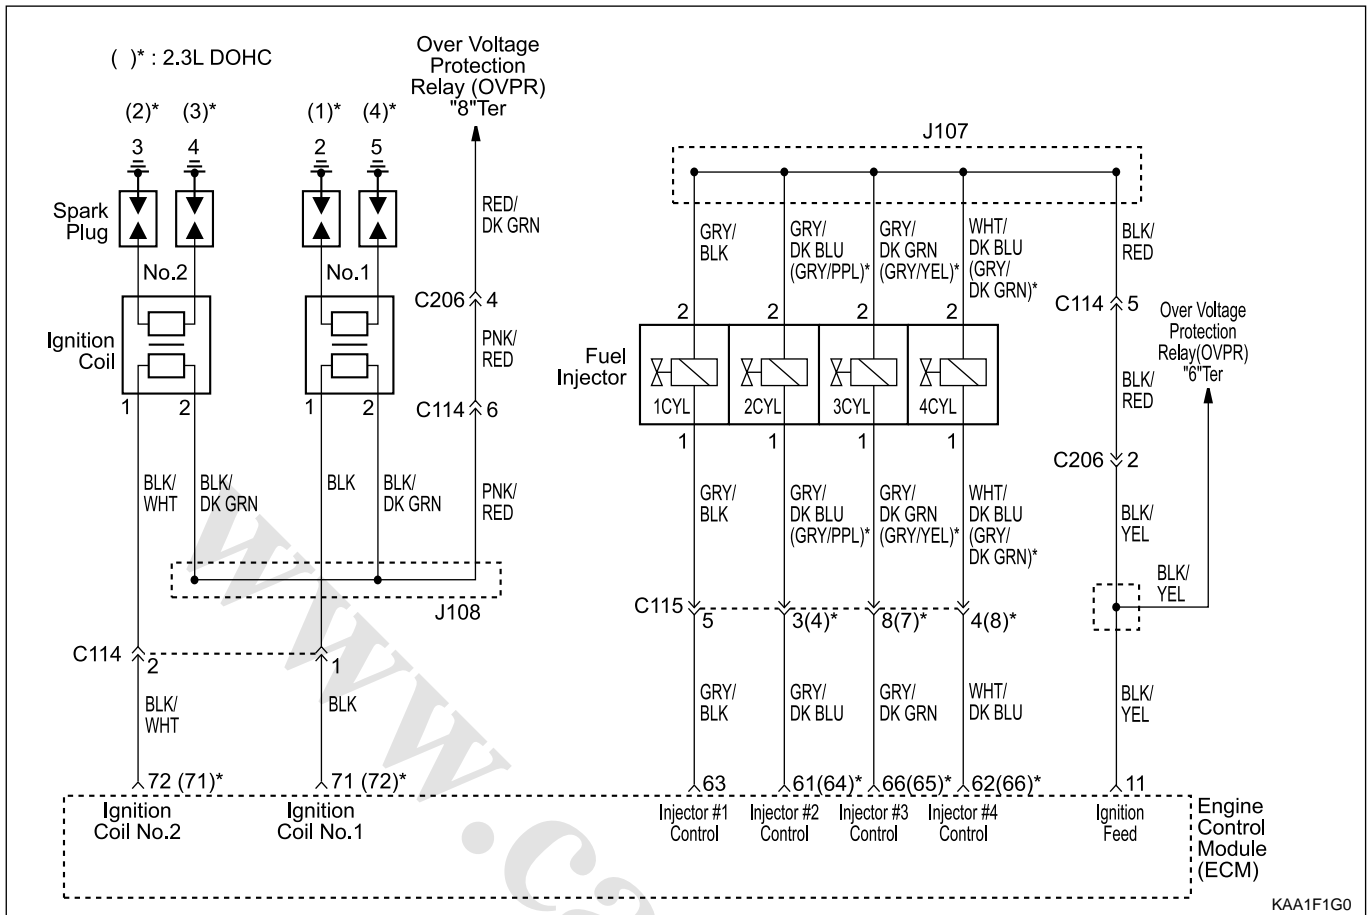 ( )* : 2.3L DOHC
Over Voltage
Protection
Relay (OVPR)
"8"Ter
(2)* (3)* (1)* (4)*
3 4 2 5
Spark
Plug
RED/
DK GRN
No.2 No.1
C206 4
Ignition
Coil
PNK/
RED
1 2 1 2
C114 6
BLK/
WHT
BLK/
DK GRN
BLK
BLK/
DK GRN
PNK/
RED
J108
C114 2 1
BLK/
WHT
BLK
72 (71)* 71 (72)*
Ignition
Coil No.2
Ignition
Coil No.1
J107
GRY/
BLK
GRY/
DK BLU
(GRY/PPL)*
GRY/
DK GRN
(GRY/YEL)*
WHT/
DK BLU
(GRY/
DK GRN)*
BLK/
RED
C114 5
2 2 2 2
Over Voltage
Protection
Relay(OVPR)
"6"Ter
Fuel
Injector
1CYL 2CYL 3CYL 4CYL
BLK/
RED
1 1 1 1
C206 2
GRY/
BLK
GRY/
DK BLU
(GRY/PPL)*
GRY/
DK GRN
(GRY/YEL)*
WHT/
DK BLU
(GRY/
DK GRN)*
BLK/
YEL
BLK/
YEL
C115 5 3(4)* 8(7)* 4(8)*
GRY/
BLK
GRY/
DK BLU
GRY/
DK GRN
WHT/
DK BLU
BLK/
YEL
63 61(64)* 66(65)* 62(66)* 11
Injector #1
Control
Injector #2
Control
Injector #3
Control
Injector #4
Control
Ignition
Feed
Engine
Control
Module
(ECM)
www.ca
KAA1F1G0